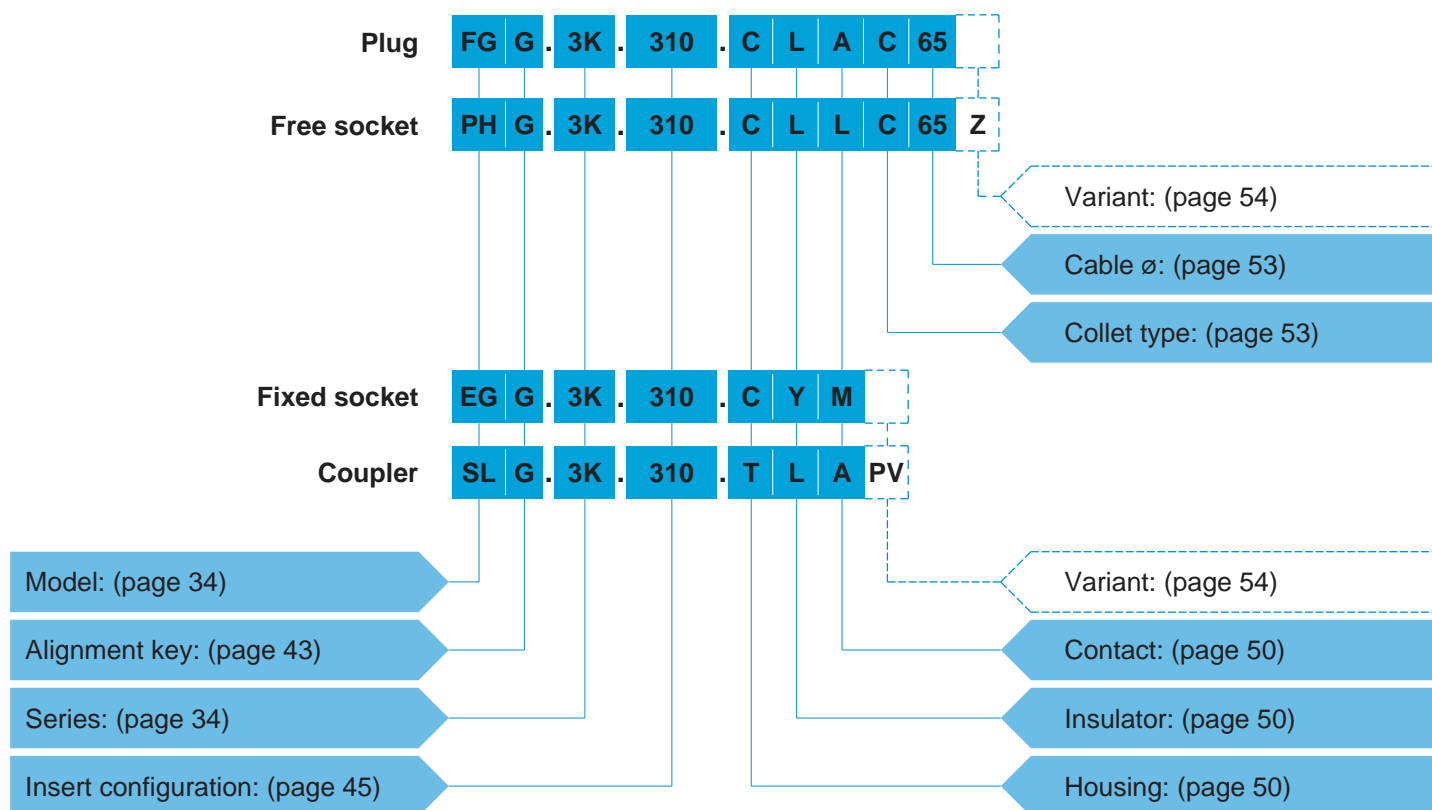 Plug FG G . 3K . 310 . C L A C 65
Free socket PH G . 3K . 310 . C L L C 65 Z
Variant: (page 54)
Cable ø: (page 53)
Collet type: (page 53)
Fixed socket EG G . 3K . 310 . C Y M
Coupler SL G . 3K . 310 . T L A PV
Model: (page 34)
Variant: (page 54)
Alignment key: (page 43)
Contact: (page 50)
Series: (page 34)
Insulator: (page 50)
Insert configuration: (page 45)
Housing: (page 50)